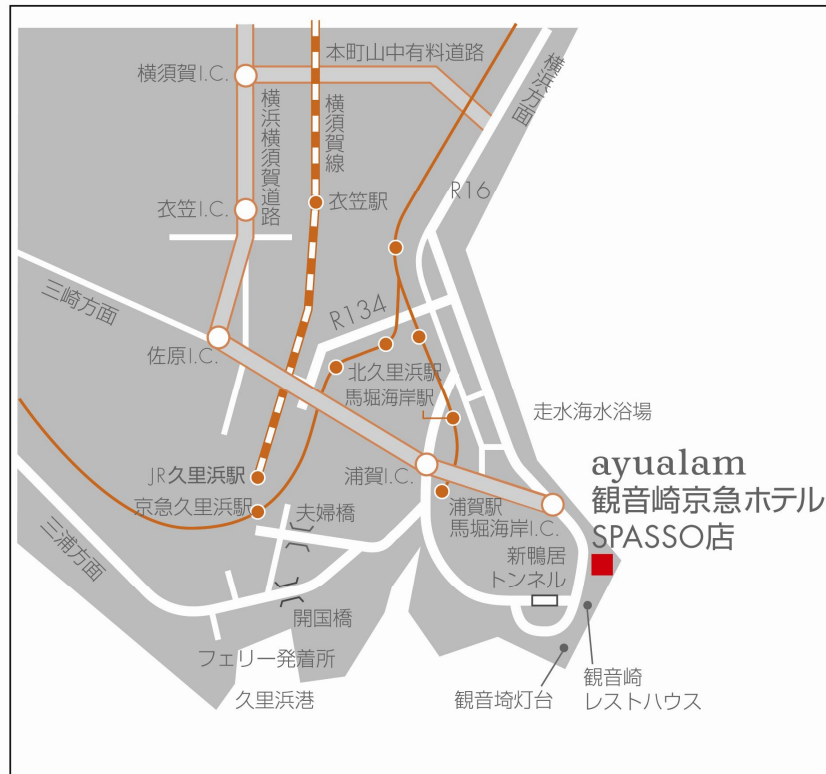 本町山中有料道路
横須賀I.C.
横浜方面
横浜横須賀道路
横須賀線
R16
衣笠駅
衣笠I.C.
三崎方面
R134
佐原I.C.
北久里浜駅
馬堀海岸駅
走水海水浴場
ayualam
観音崎京急ホテル
SPASSO店
JR久里浜駅
浦賀I.C.
京急久里浜駅
夫婦橋
浦賀駅
馬堀海岸I.C.
三浦方面
新鴨居
トンネル
開国橋
フェリー発着所
久里浜港
観音埼灯台
観音崎
レストハウス